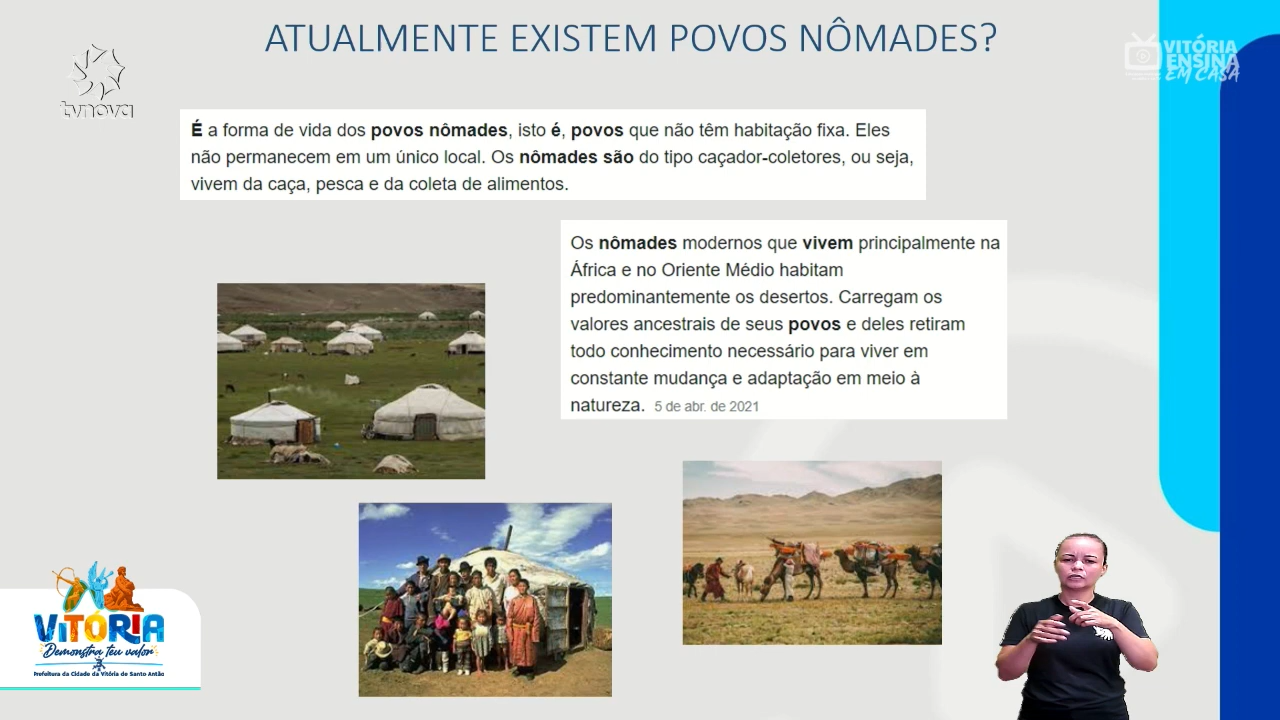 ATUALMENTE EXISTEM POVOS NÔMADES?
tvnova
VITÓRIA
ENSINA
EM CASA
É a forma de vida dos povos nômades, isto é, povos que não têm habitação fixa. Eles
não permanecem em um único local. Os nômades são do tipo caçador-coletores, ou seja,
vivem da caça, pesca e da coleta de alimentos.
Os nômades modernos que vivem principalmente na
África e no Oriente Médio habitam
predominantemente os desertos. Carregam os
valores ancestrais de seus povos e deles retiram
todo conhecimento necessário para viver em
constante mudança e adaptação em meio à
natureza. 5 de abr. de 2021
VITÓRIA
Demonstra teu valor
Prefeitura da Cidade da Vitória de Santo Antão